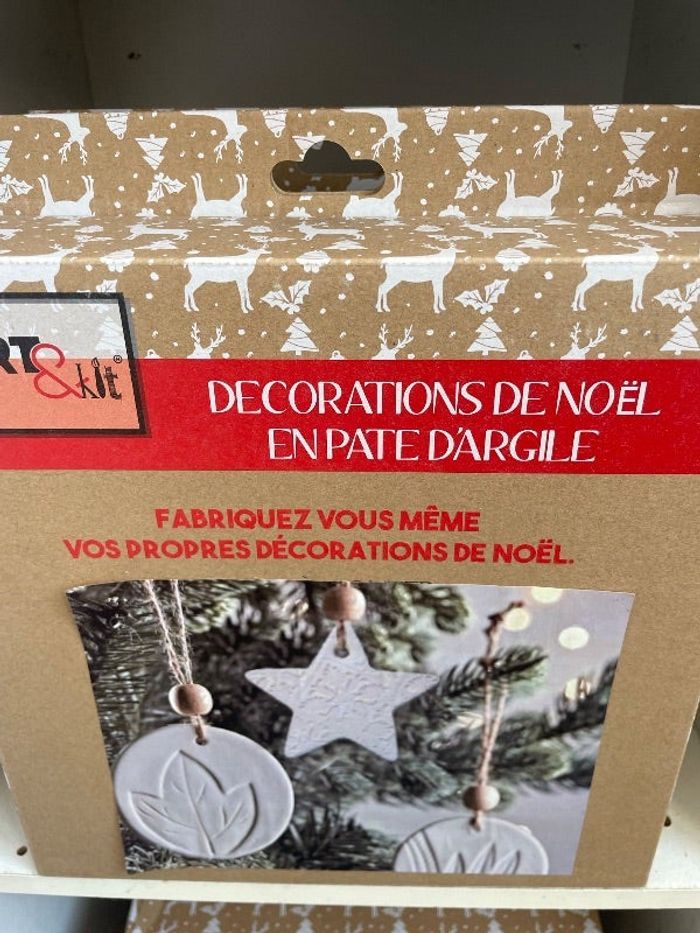 RT&kit®
DECORATIONS DE NOËL
EN PATE D'ARGILE
FABRIQUEZ VOUS MÊME
VOS PROPRES DÉCORATIONS DE NOËL.